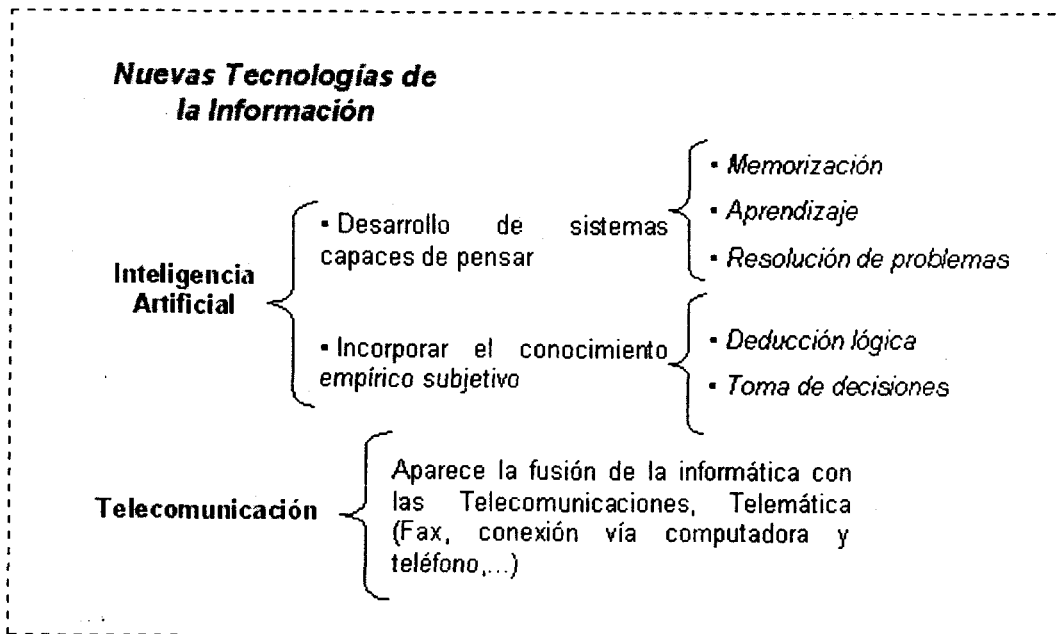 Nuevas Tecnologías de
la Información
Inteligencia
Artificial
▪ Desarrollo de sistemas
capaces de pensar
▪ Memorización
▪ Aprendizaje
▪ Resolución de problemas
▪ Incorporar el conocimiento
empírico subjetivo
▪ Deducción lógica
▪ Toma de decisiones
Telecomunicación
Aparece la fusión de la informática con
las Telecomunicaciones, Telemática
(Fax, conexión vía computadora y
teléfono,...)